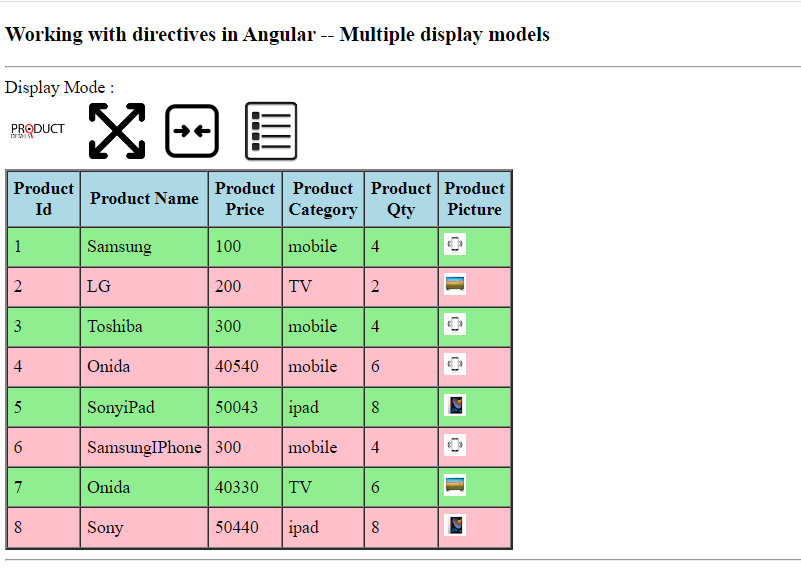 Working with directives in Angular -- Multiple display models
Display Mode :
PRODUCT
DETAILS
Product Id Product Name Product Price Product Category Product Qty Product Picture
1 Samsung 100 mobile 4
2 LG 200 TV 2
3 Toshiba 300 mobile 4
4 Onida 40540 mobile 6
5 SonyiPad 50043 ipad 8
6 SamsungIPhone 300 mobile 4
7 Onida 40330 TV 6
8 Sony 50440 ipad 8